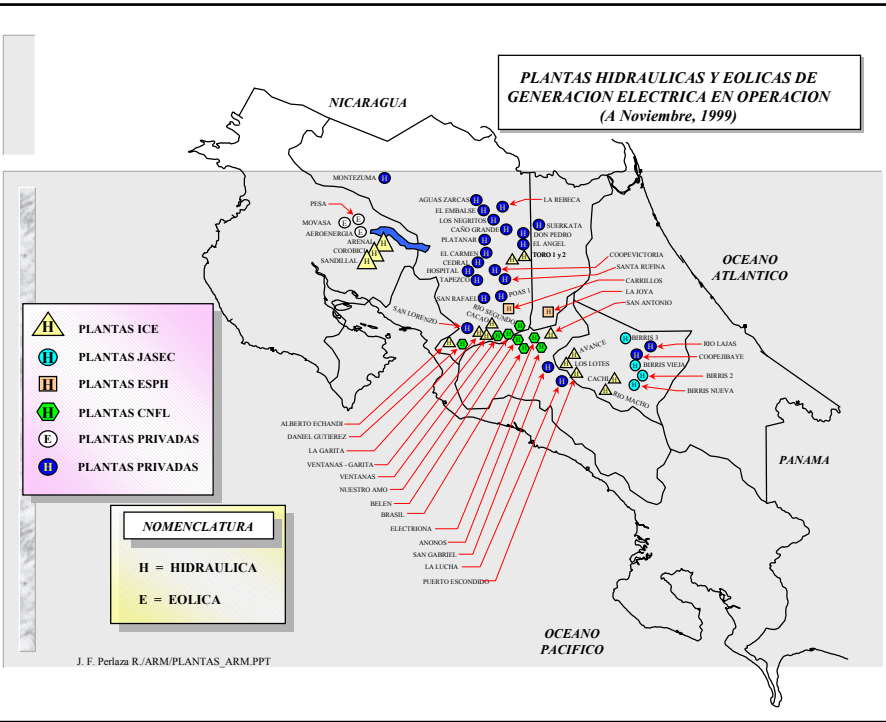 PLANTAS HIDRAULICAS Y EOLICAS DE
GENERACION ELECTRICA EN OPERACION
(A Noviembre, 1999)
NICARAGUA
MONTEZUMA H
PESA
E
MOVASA E
AEROENERGIA E
ARENAL H
COROBICI H
SANDILLAL H
AGUAS ZARCAS H
H LA REBECA
EL EMBALSE H
LOS NEGRITOS H
H SUERKATA
CAÑO GRANDE H
H DON PEDRO
PLATANAR H
H EL ANGEL
EL CARMEN H
H H TORO 1 y 2
COOPEVICTORIA
CEDRAL H
SANTA RUFINA
HOSPITAL H
H
TAPEZCO H
H
CARRILLOS
LA JOYA
SAN RAFAEL H
H POAS 1
SAN ANTONIO
SAN LORENZO
RIO SEGUNDO
CACAO
OCEANO
ATLANTICO
H PLANTAS ICE
H PLANTAS JASEC
H PLANTAS ESPH
H PLANTAS CNFL
E PLANTAS PRIVADAS
H PLANTAS PRIVADAS
H BIRRIS 3
RIO LAJAS
AVANCE
COOPEJIBAYE
LOS LOTES
BIRRIS VIEJA
CACHI
BIRRIS 2
RIO MACHO
BIRRIS NUEVA
ALBERTO ECHANDI
DANIEL GUTIEREZ
LA GARITA
VENTANAS - GARITA
VENTANAS
NUESTRO AMO
BELEN
BRASIL
ELECTRIONA
ANONOS
SAN GABRIEL
LA LUCHA
PUERTO ESCONDIDO
PANAMA
NOMENCLATURA
H = HIDRAULICA
E = EOLICA
OCEANO
PACIFICO
J. F. Perlaza R./ARM/PLANTAS_ARM.PPT